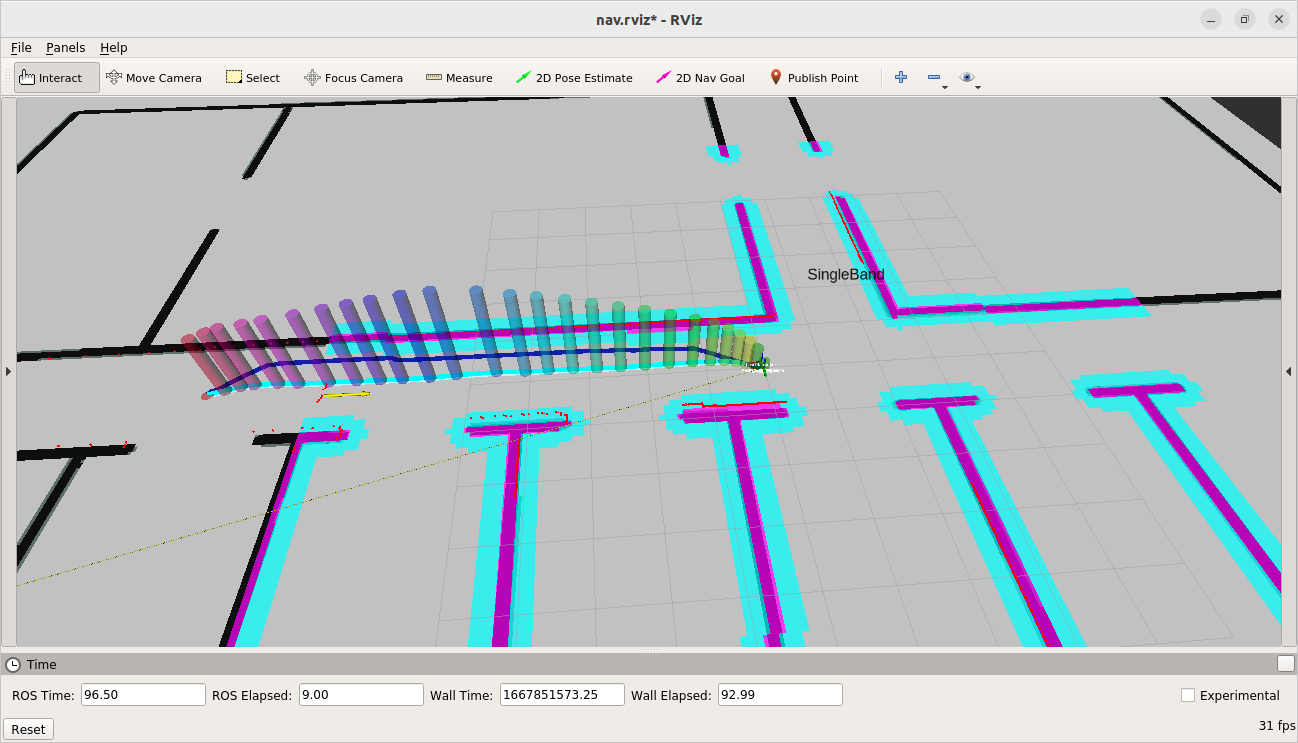 nav.rviz* - RViz
File Panels Help
Interact Move Camera Select Focus Camera Measure 2D Pose Estimate 2D Nav Goal Publish Point
SingleBand
Time
ROS Time: 96.50 ROS Elapsed: 9.00 Wall Time: 1667851573.25 Wall Elapsed: 92.99 Experimental
Reset 31 fps